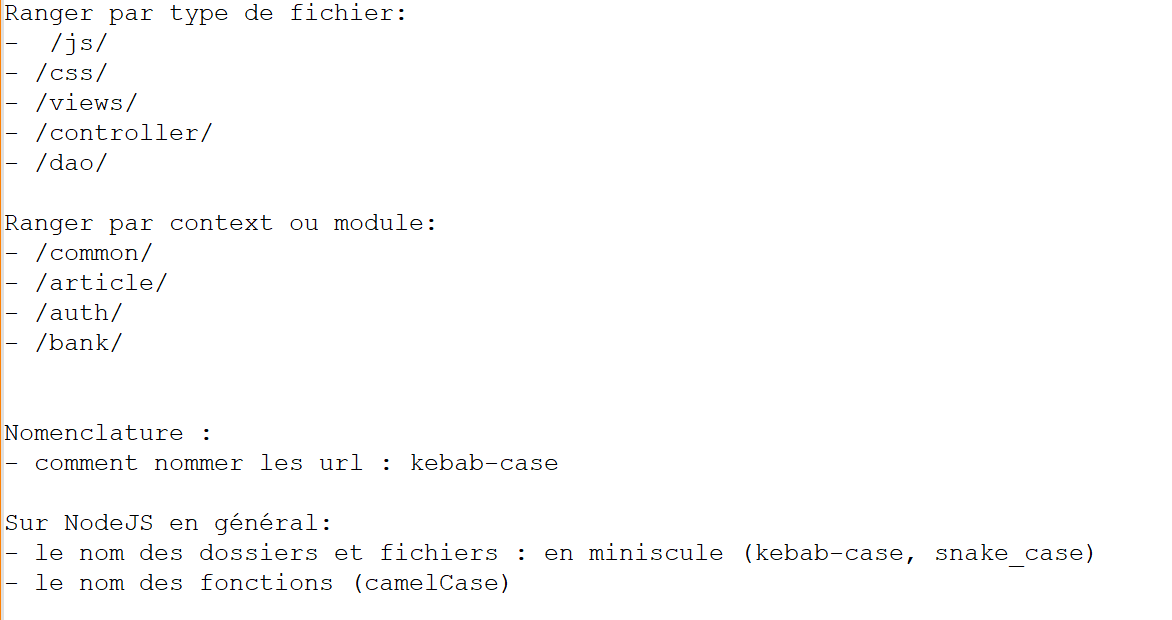 Ranger par type de fichier:
-  /js/
- /css/
- /views/
- /controller/
- /dao/
Ranger par context ou module:
- /common/
- /article/
- /auth/
- /bank/
Nomenclature :
- comment nommer les url : kebab-case
Sur NodeJS en général:
- le nom des dossiers et fichiers : en miniscule (kebab-case, snake_case)
- le nom des fonctions (camelCase)